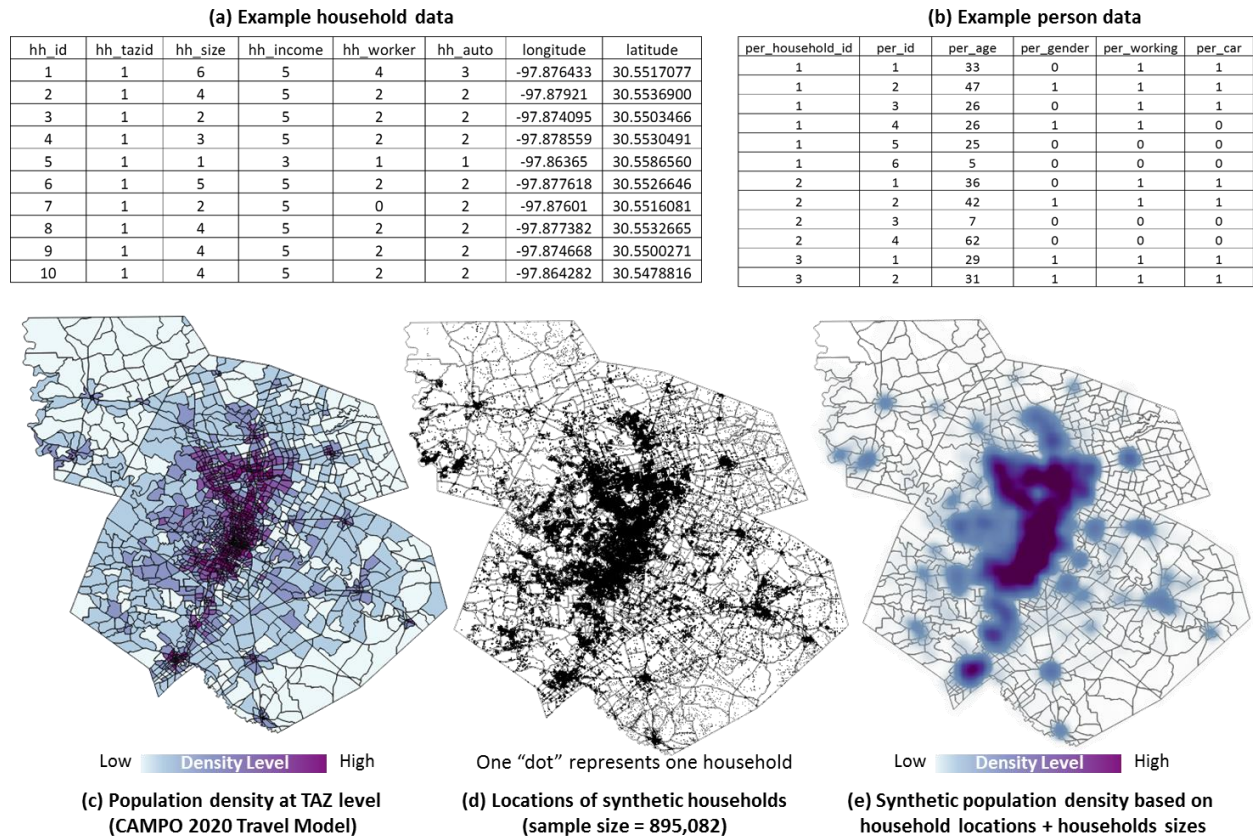 (a) Example household data
hh_id hh_tazid hh_size hh_income hh_worker hh_auto longitude latitude
1 1 6 5 4 3 -97.876433 30.5517077
2 1 4 5 2 2 -97.87921 30.5536900
3 1 2 5 2 2 -97.874095 30.5503466
4 1 3 5 2 2 -97.878559 30.5530491
5 1 1 3 1 1 -97.86365 30.5586560
6 1 5 5 2 2 -97.877618 30.5526646
7 1 2 5 0 2 -97.87601 30.5516081
8 1 4 5 2 2 -97.877382 30.5532665
9 1 4 5 2 2 -97.874668 30.5500271
10 1 4 5 2 2 -97.864282 30.5478816
(b) Example person data
per_household_id per_id per_age per_gender per_working per_car
1 1 33 0 1 1
1 2 47 1 1 1
1 3 26 0 1 1
1 4 26 1 1 0
1 5 25 0 0 0
1 6 5 0 0 0
2 1 36 0 1 1
2 2 42 1 1 1
2 3 7 0 0 0
2 4 62 0 0 0
3 1 29 1 1 1
3 2 31 1 1 1
Low Density Level High
(c) Population density at TAZ level
(CAMPO 2020 Travel Model)
One “dot” represents one household
(d) Locations of synthetic households
(sample size = 895,082)
Low Density Level High
(e) Synthetic population density based on
household locations + households sizes